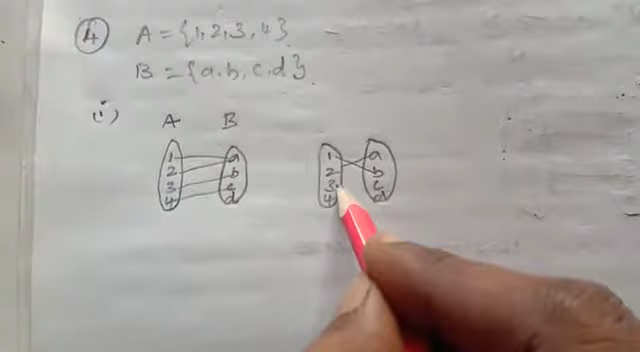 4 A = {1, 2, 3, 4}
B = {a, b, c, d}
(i) A B
1 a 1 a
2 b 2 b
3 c 3 c
4 d 4 d